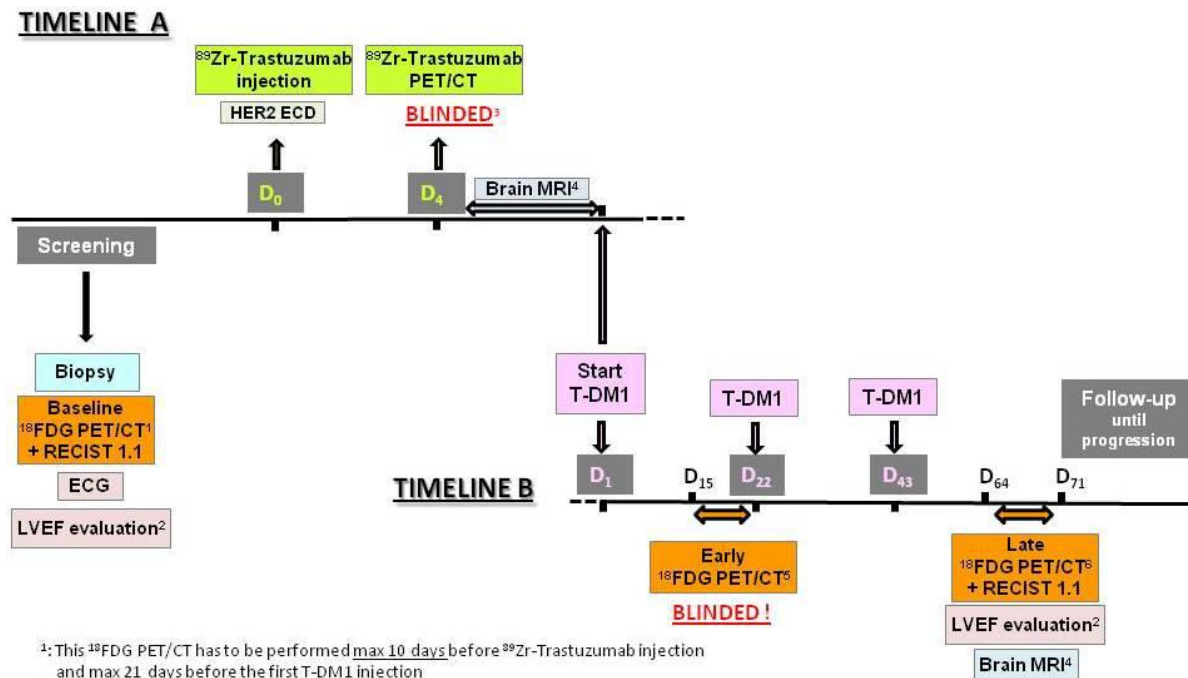 TIMELINE A
⁸⁹Zr-Trastuzumab
injection
HER2 ECD
⁸⁹Zr-Trastuzumab
PET/CT
BLINDED³
D₀
D₄
Brain MRI⁴
Screening
Biopsy
Baseline
¹⁸FDG PET/CT¹
+ RECIST 1.1
ECG
LVEF evaluation²
Start
T-DM1
T-DM1
T-DM1
Follow-up
until
progression
TIMELINE B
D₁
D₁₅
D₂₂
D₄₃
D₆₄
D₇₁
Early
¹⁸FDG PET/CT⁵
BLINDED !
Late
¹⁸FDG PET/CT⁶
+ RECIST 1.1
LVEF evaluation²
Brain MRI⁴
¹: This ¹⁸FDG PET/CT has to be performed max 10 days before ⁸⁹Zr-Trastuzumab injection
and max 21 days before the first T-DM1 injection